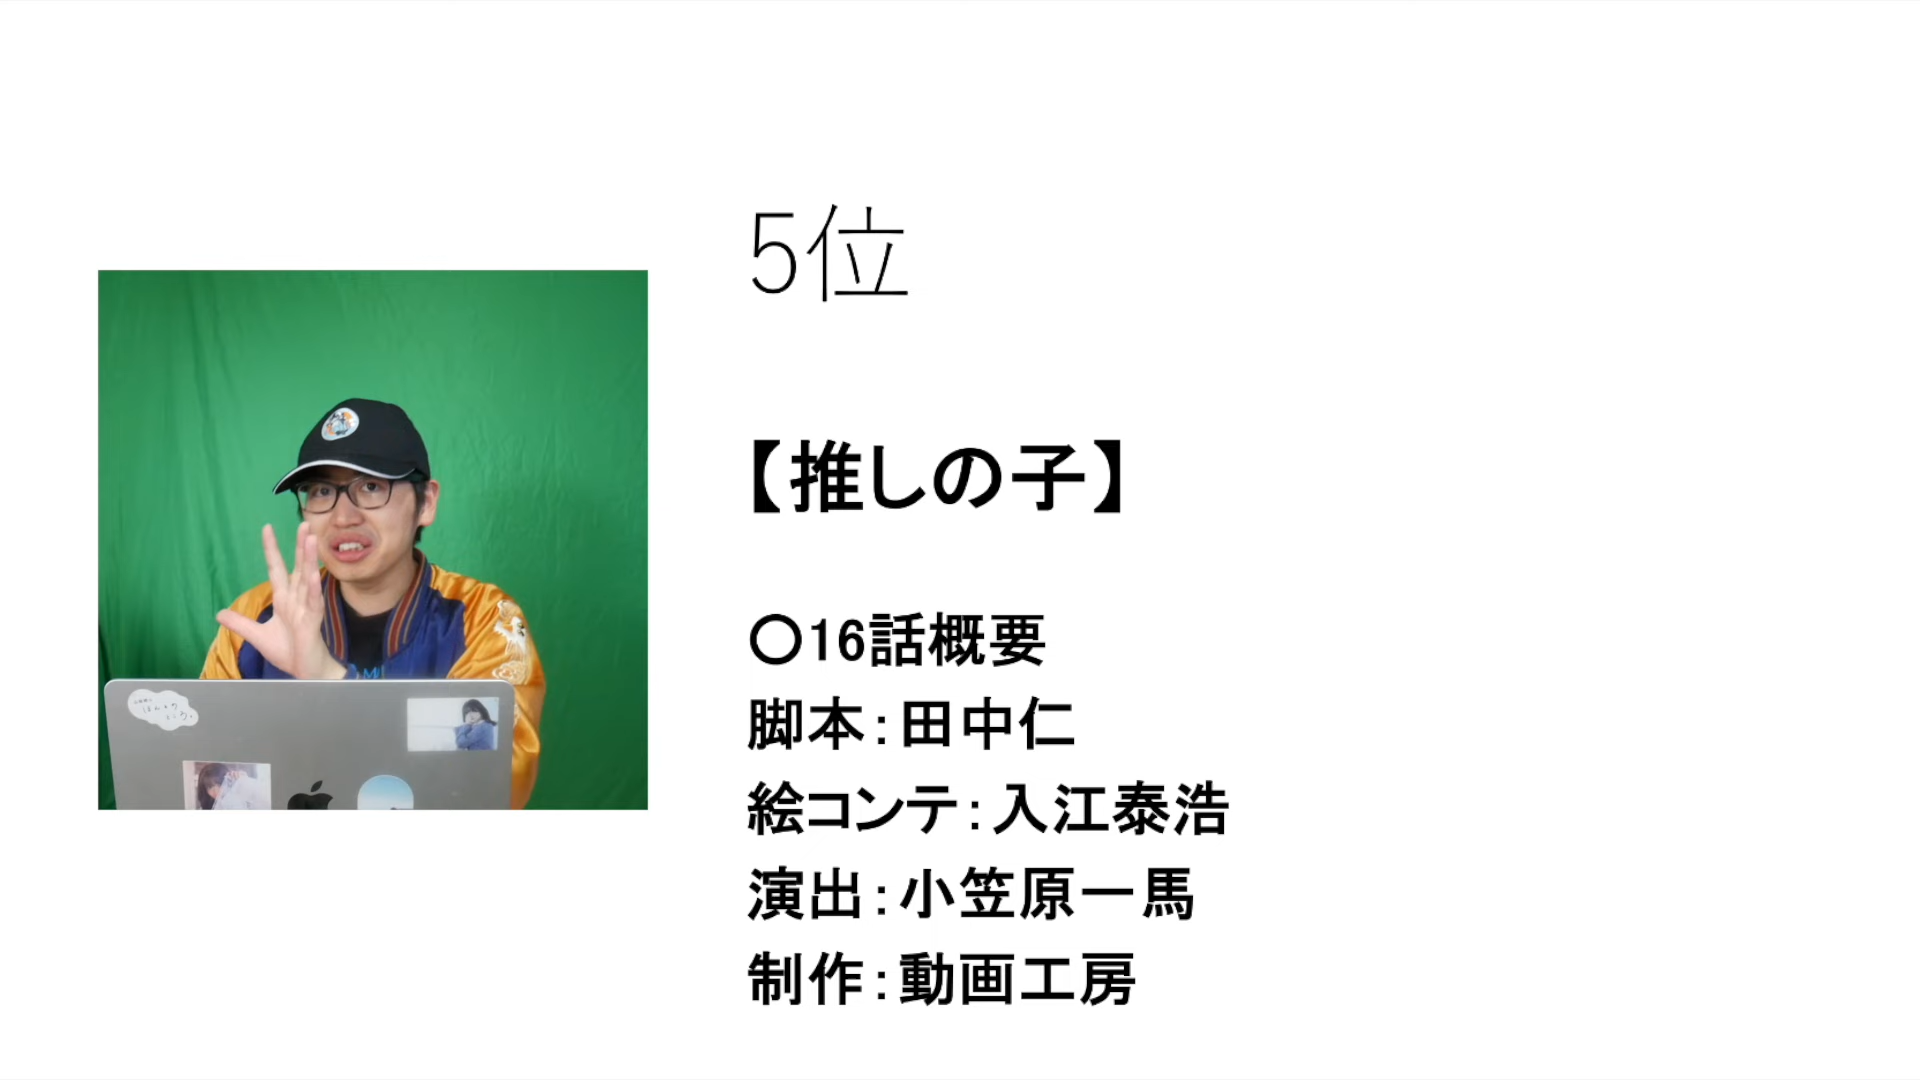 5位
【推しの子】
〇16話概要
脚本：田中仁
絵コンテ：入江泰浩
演出：小笠原一馬
制作：動画工房